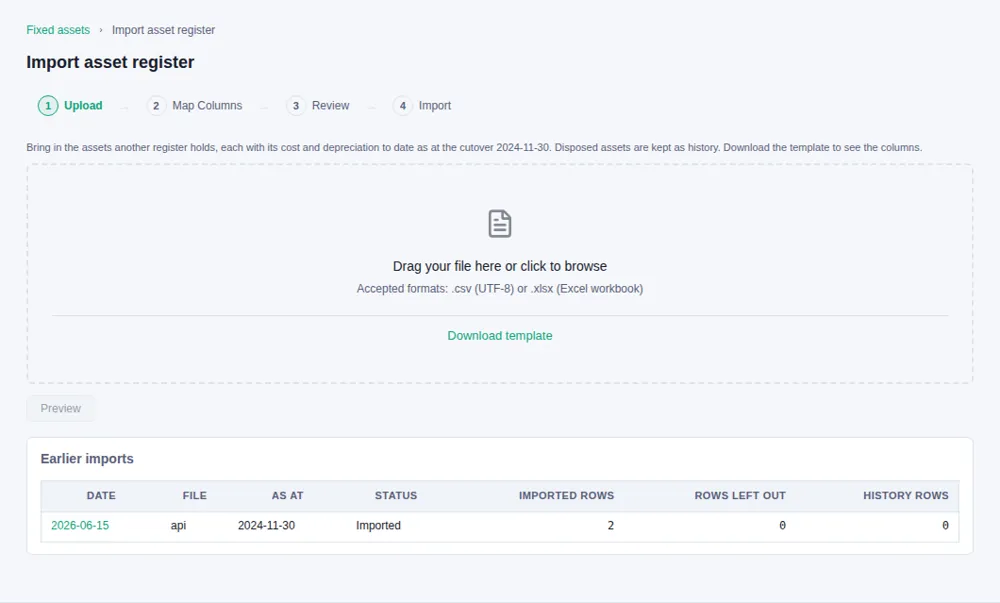 Fixed assets › Import asset register
Import asset register
1 Upload → 2 Map Columns → 3 Review → 4 Import
Bring in the assets another register holds, each with its cost and depreciation to date as at the cutover 2024-11-30. Disposed assets are kept as history. Download the template to see the columns.
Drag your file here or click to browse
Accepted formats: .csv (UTF-8) or .xlsx (Excel workbook)
Download template
Preview
Earlier imports
DATE FILE AS AT STATUS IMPORTED ROWS ROWS LEFT OUT HISTORY ROWS
2026-06-15 api 2024-11-30 Imported 2 0 0